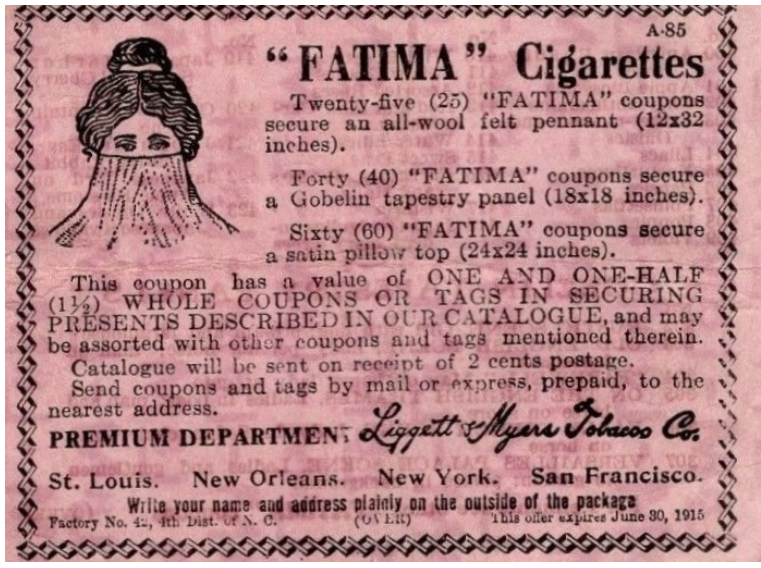 A-85
"FATIMA" Cigarettes
Twenty-five (25) "FATIMA" coupons
secure an all-wool felt pennant (12x32
inches).
Forty (40) "FATIMA" coupons secure
a Gobelin tapestry panel (18x18 inches).
Sixty (60) "FATIMA" coupons secure
a satin pillow top (24x24 inches).
This coupon has a value of ONE AND ONE-HALF
(1½) WHOLE COUPONS OR TAGS IN SECURING
PRESENTS DESCRIBED IN OUR CATALOGUE, and may
be assorted with other coupons and tags mentioned therein.
Catalogue will be sent on receipt of 2 cents postage.
Send coupons and tags by mail or express, prepaid, to the
nearest address.
PREMIUM DEPARTMENT Liggett & Myers Tobacco Co.
St. Louis. New Orleans. New York. San Francisco.
Write your name and address plainly on the outside of the package
Factory No. 42, 4th Dist. of N. C. (OVER) This offer expires June 30, 1915